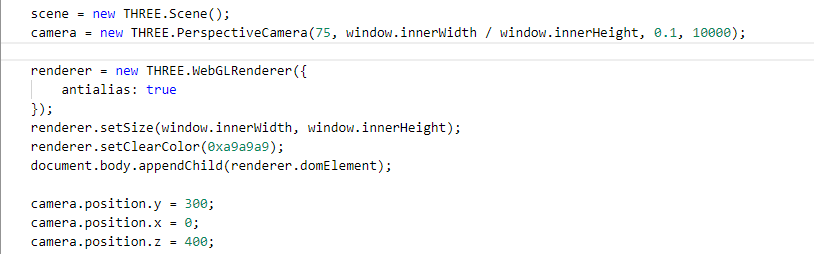 scene = new THREE.Scene();
camera = new THREE.PerspectiveCamera(75, window.innerWidth / window.innerHeight, 0.1, 10000);
renderer = new THREE.WebGLRenderer({
    antialias: true
});
renderer.setSize(window.innerWidth, window.innerHeight);
renderer.setClearColor(0xa9a9a9);
document.body.appendChild(renderer.domElement);
camera.position.y = 300;
camera.position.x = 0;
camera.position.z = 400;